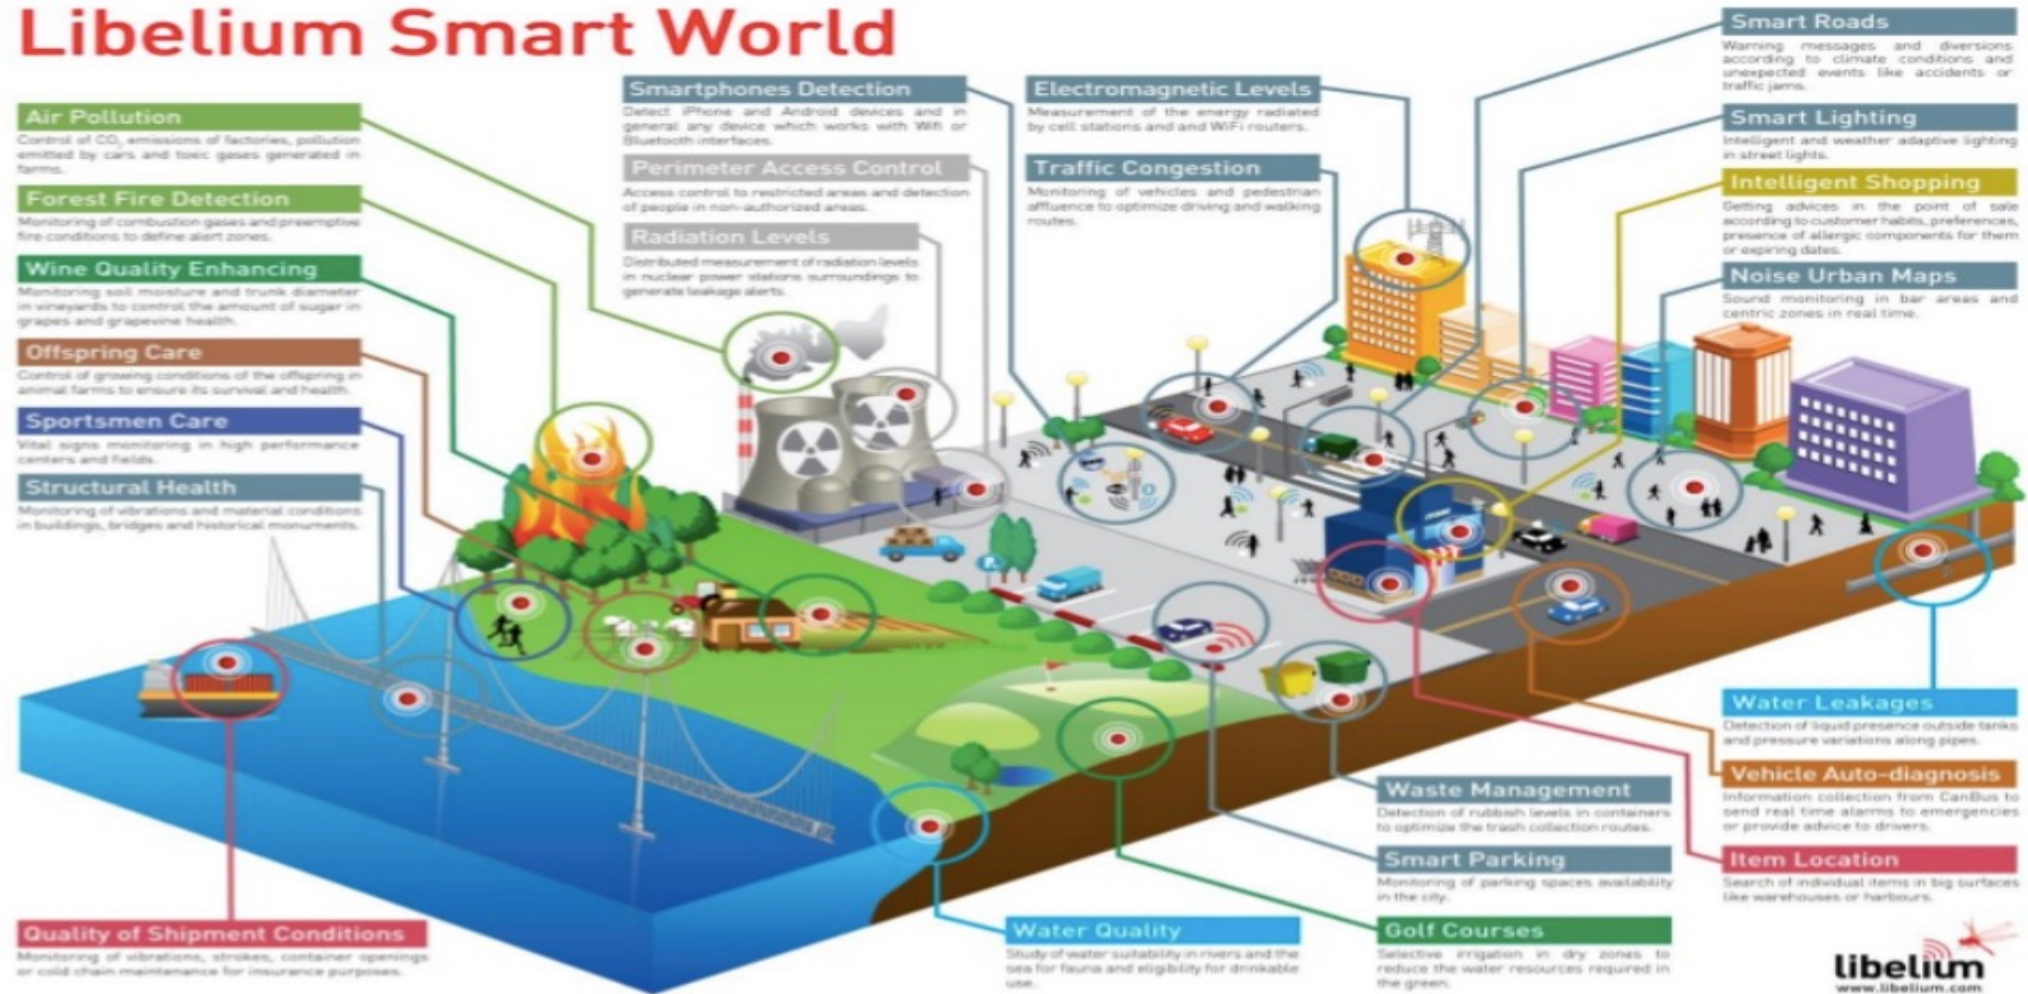 Libelium Smart World
Air Pollution
Control of CO₂ emissions of factories, pollution
emitted by cars and toxic gases generated in
farms.
Forest Fire Detection
Monitoring of combustion gases and preemptive
fire conditions to define alert zones.
Wine Quality Enhancing
Monitoring soil moisture and trunk diameter
in vineyards to control the amount of sugar in
grapes and grapevine health.
Offspring Care
Control of growing conditions of the offspring in
animal farms to ensure its survival and health.
Sportsmen Care
Vital signs monitoring in high performance
centers and fields.
Structural Health
Monitoring of vibrations and material conditions
in buildings, bridges and historical monuments.
Quality of Shipment Conditions
Monitoring of vibrations, strokes, container openings
or cold chain maintenance for insurance purposes.
Smartphones Detection
Detect iPhone and Android devices and in
general any device which works with Wifi or
Bluetooth interfaces.
Perimeter Access Control
Access control to restricted areas and detection
of people in non-authorized areas.
Radiation Levels
Distributed measurement of radiation levels
in nuclear power stations surroundings to
generate leakage alerts.
Electromagnetic Levels
Measurement of the energy radiated
by cell stations and and WiFi routers.
Traffic Congestion
Monitoring of vehicles and pedestrian
affluence to optimize driving and walking
routes.
Smart Roads
Warning messages and diversions
according to climate conditions and
unexpected events like accidents or
traffic jams.
Smart Lighting
Intelligent and weather adaptive lighting
in street lights.
Intelligent Shopping
Getting advices in the point of sale
according to customer habits, preferences,
presence of allergic components for them
or expiring dates.
Noise Urban Maps
Sound monitoring in bar areas and
centric zones in real time.
Water Leakages
Detection of liquid presence outside tanks
and pressure variations along pipes.
Vehicle Auto-diagnosis
Information collection from CanBus to
send real time alarms to emergencies
or provide advice to drivers.
Item Location
Search of individual items in big surfaces
like warehouses or harbours.
Waste Management
Detection of rubbish levels in containers
to optimize the trash collection routes.
Smart Parking
Monitoring of parking spaces availability
in the city.
Golf Courses
Selective irrigation in dry zones to
reduce the water resources required in
the green.
Water Quality
Study of water suitability in rivers and the
sea for fauna and eligibility for drinkable
use.
libelium
www.libelium.com